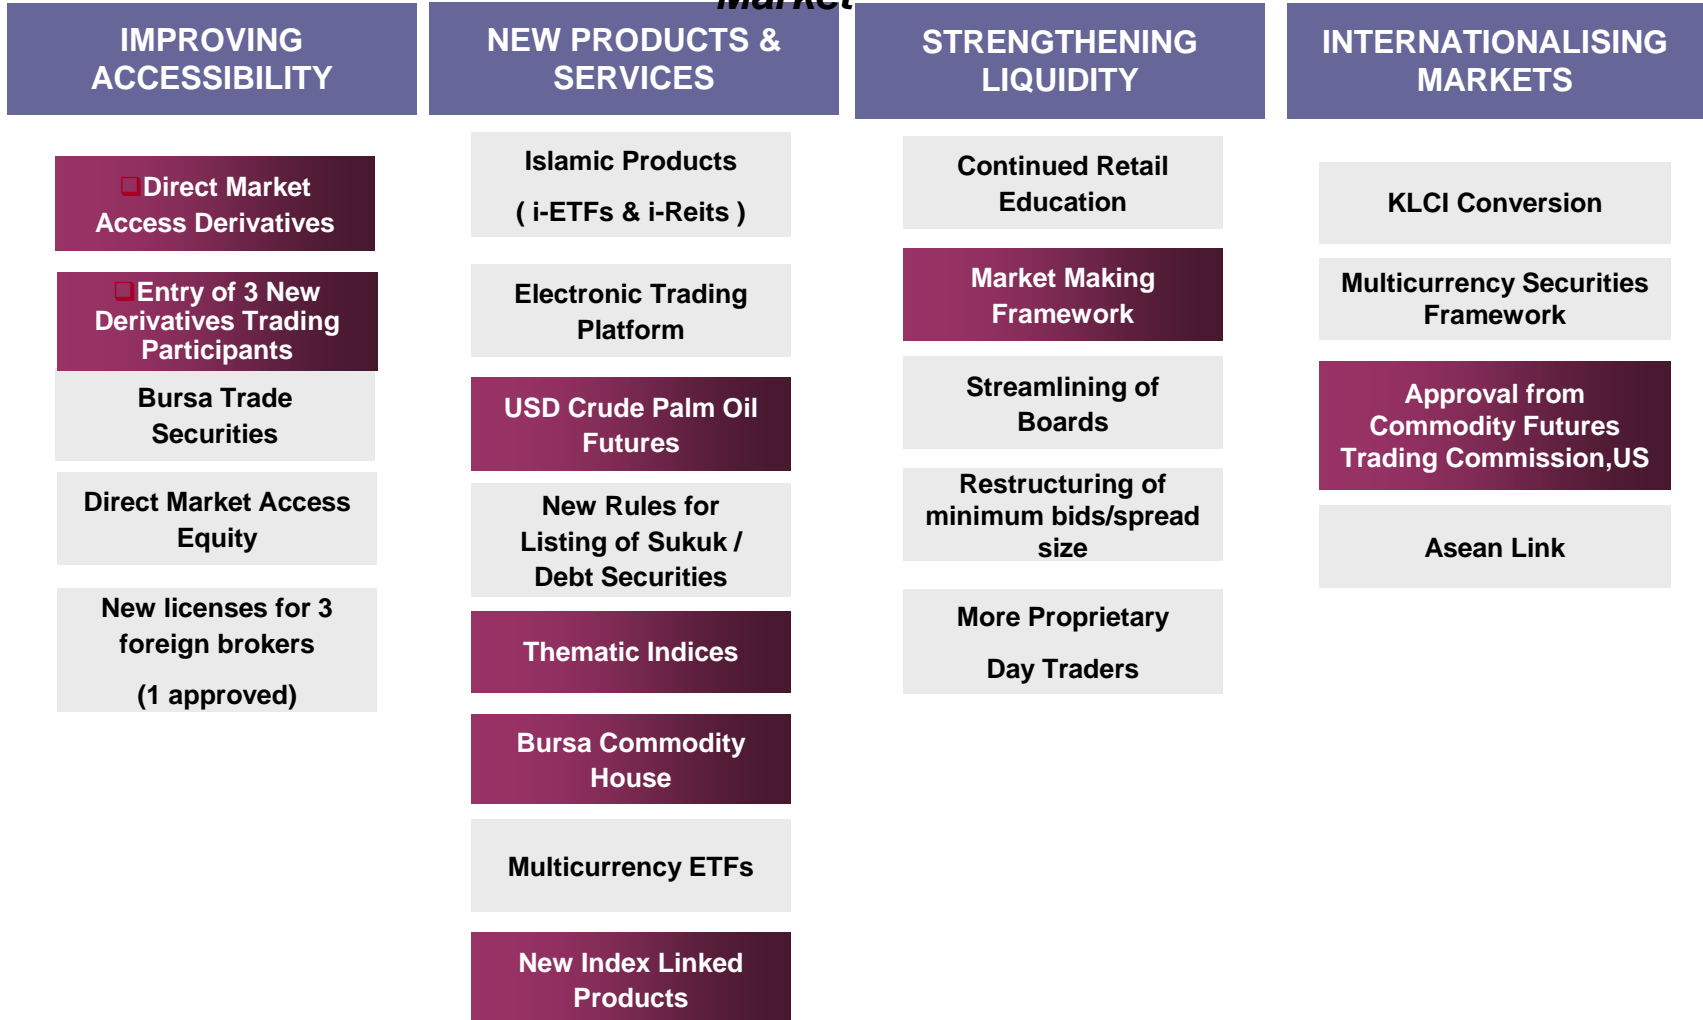 Market
IMPROVING
ACCESSIBILITY
Direct Market
Access Derivatives
Entry of 3 New
Derivatives Trading
Participants
Bursa Trade
Securities
Direct Market Access
Equity
New licenses for 3
foreign brokers
(1 approved)
NEW PRODUCTS &
SERVICES
Islamic Products
( i-ETFs & i-Reits )
Electronic Trading
Platform
USD Crude Palm Oil
Futures
New Rules for
Listing of Sukuk /
Debt Securities
Thematic Indices
Bursa Commodity
House
Multicurrency ETFs
New Index Linked
Products
STRENGTHENING
LIQUIDITY
Continued Retail
Education
Market Making
Framework
Streamlining of
Boards
Restructuring of
minimum bids/spread
size
More Proprietary
Day Traders
INTERNATIONALISING
MARKETS
KLCI Conversion
Multicurrency Securities
Framework
Approval from
Commodity Futures
Trading Commission,US
Asean Link